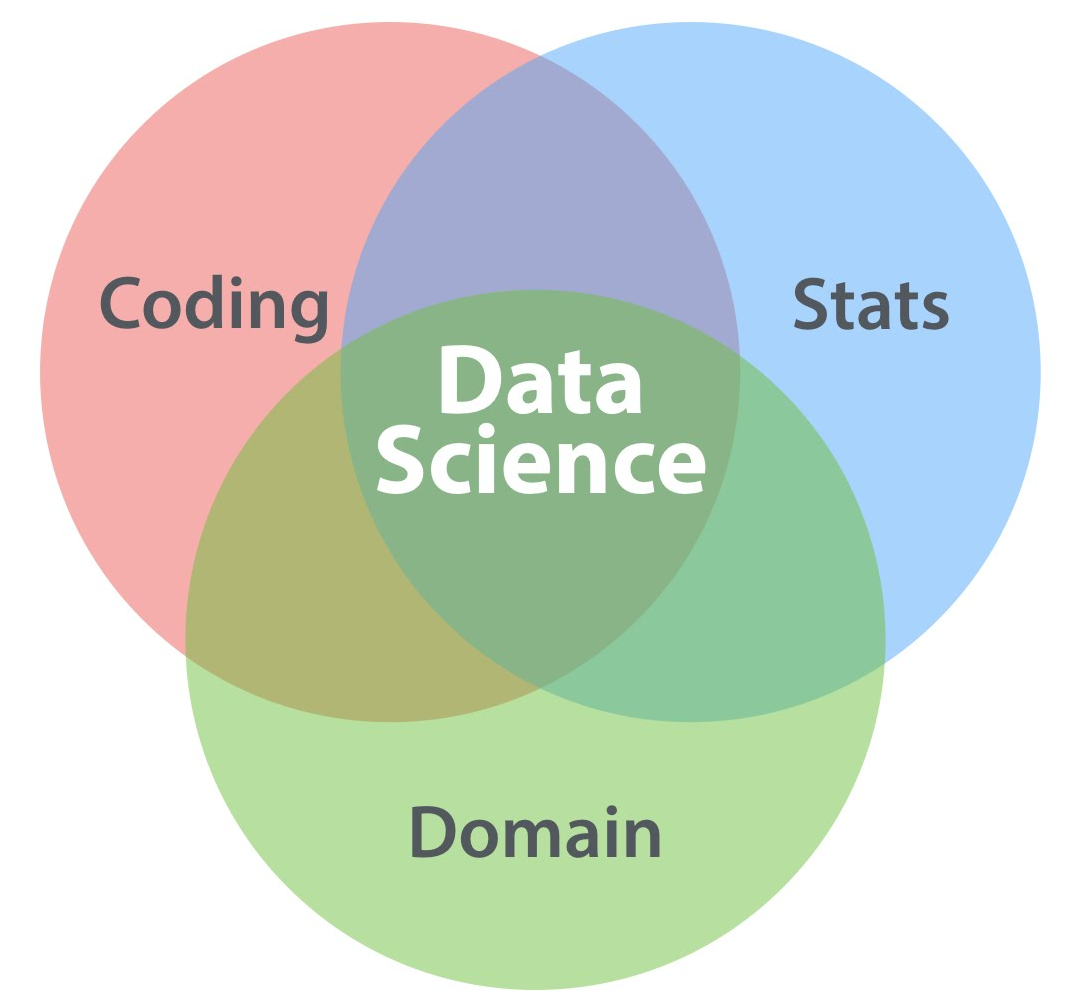 Coding
Stats
Data
Science
Domain